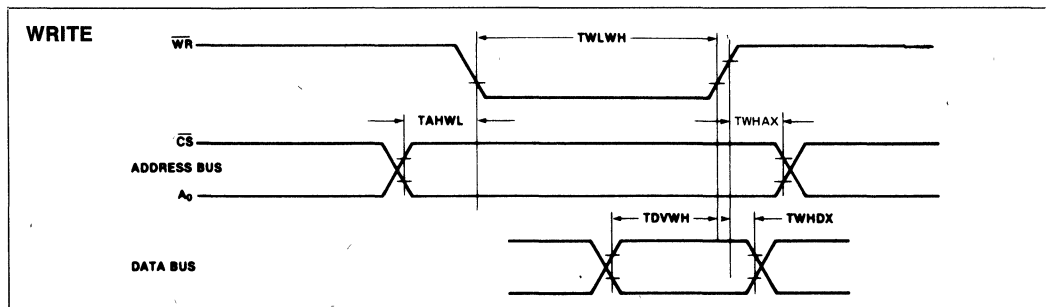 WRITE
WR
TWLWH
TAHWL
TWHAX
CS
ADDRESS BUS
A₀
TDVWH
TWHDX
DATA BUS